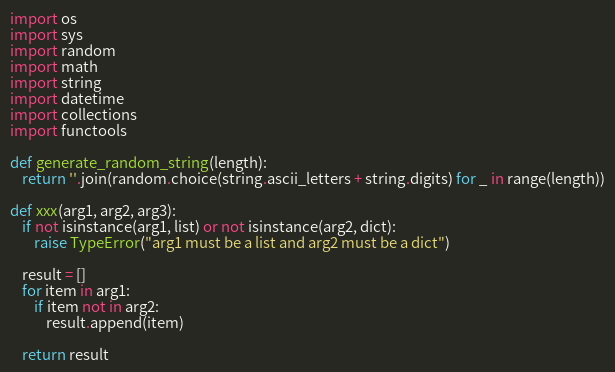 import os
import sys
import random
import math
import string
import datetime
import collections
import functools

def generate_random_string(length):
    return ''.join(random.choice(string.ascii_letters + string.digits) for _ in range(length))

def xxx(arg1, arg2, arg3):
    if not isinstance(arg1, list) or not isinstance(arg2, dict):
        raise TypeError("arg1 must be a list and arg2 must be a dict")

    result = []
    for item in arg1:
        if item not in arg2:
            result.append(item)

    return result